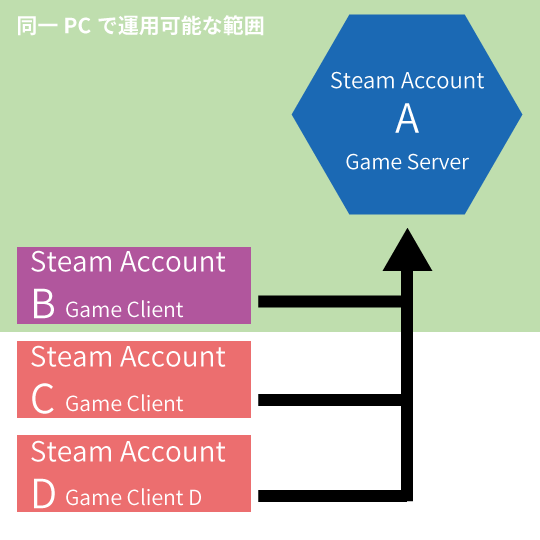 同一 PC で運用可能な範囲
Steam Account
A
Game Server
Steam Account
B Game Client
Steam Account
C Game Client
Steam Account
D Game Client D